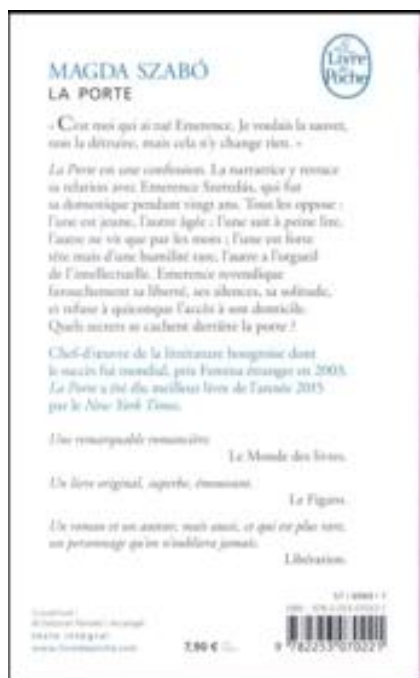 Le Livre de Poche
MAGDA SZABÓ
LA PORTE
« C'est moi qui ai tué Emerence. Je voulais la sauver,
non la détruire, mais cela n'y change rien. »
La Porte est une confession. La narratrice y retrace
sa relation avec Emerence Szeredás, qui fut
sa domestique pendant vingt ans. Tout les oppose :
l'une est jeune, l'autre âgée ; l'une sait à peine lire,
l'autre ne vit que par les mots ; l'une est forte
tête mais d'une humilité rare, l'autre a l'orgueil
de l'intellectuelle. Emerence revendique
farouchement sa liberté, ses silences, sa solitude,
et refuse à quiconque l'accès à son domicile.
Quels secrets se cachent derrière la porte ?
Chef-d'œuvre de la littérature hongroise dont
le succès fut mondial, prix Femina étranger en 2003,
La Porte a été élu meilleur livre de l'année 2015
par le New York Times.
Une remarquable romancière.
Le Monde des livres.
Un livre original, superbe, émouvant.
Le Figaro.
Un roman et un auteur, mais aussi, ce qui est plus rare,
un personnage qu'on n'oubliera jamais.
Libération.
texte intégral
www.livredepoche.com
7,90 €
9 782253 070221